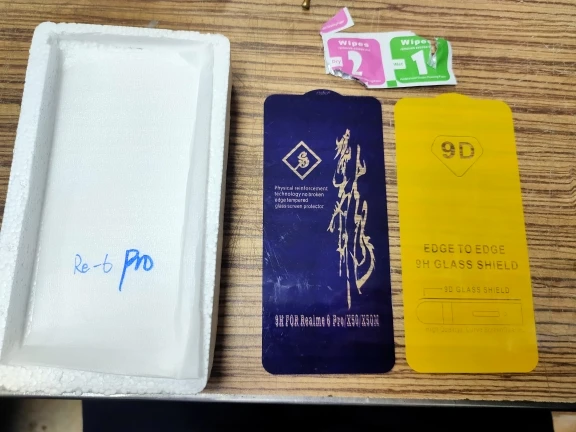 Re-6 pro
Wipes
2
Wipes
1
Physical reinforcement
technology no broken
edge tempered
glass screen protector
龍
9H FOR Realme 6 Pro/X50/X50M
9D
EDGE TO EDGE
9H GLASS SHIELD
9D GLASS SHIELD